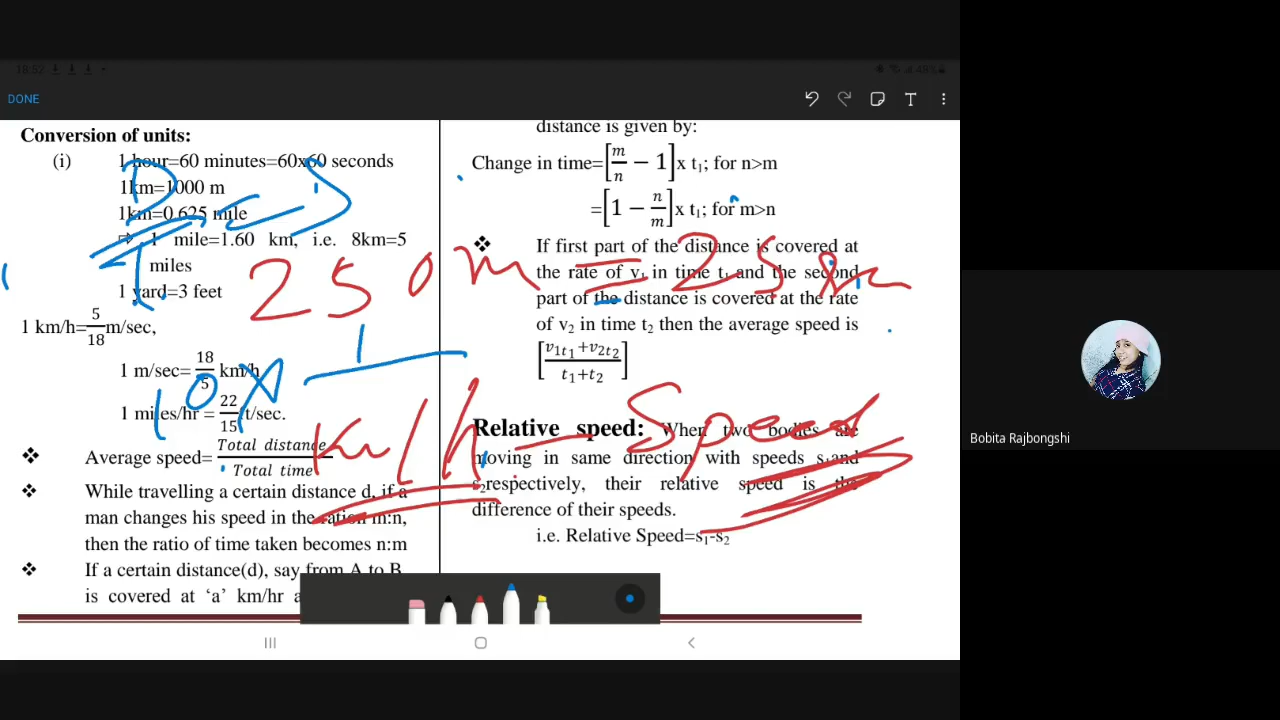 18:52
48%
DONE
T
Conversion of units:
(i) 1 hour=60 minutes=60x60 seconds
1km=1000 m
1km=0.625 mile
⇒ 1 mile=1.60 km, i.e. 8km=5
miles
1 yard=3 feet
1 km/h=5/18 m/sec,
1 m/sec= 18/5 km/h
1 miles/hr = 22/15 ft/sec.
❖ Average speed= Total distance/Total time
❖ While travelling a certain distance d, if a
man changes his speed in the ration m:n,
then the ratio of time taken becomes n:m
❖ If a certain distance(d), say from A to B,
is covered at ‘a’ km/hr a
distance is given by:
Change in time=[m/n − 1]x t₁; for n>m
=[1 − n/m]x t₁; for m>n
❖ If first part of the distance is covered at
the rate of v₁ in time t₁ and the second
part of the distance is covered at the rate
of v₂ in time t₂ then the average speed is
[v₁t₁+v₂t₂/t₁+t₂]
Relative speed: When two bodies are
moving in same direction with speeds s₁and
s₂respectively, their relative speed is the
difference of their speeds.
i.e. Relative Speed=s₁-s₂
D
250 m = 25
10 x 1
Km/h - Speed
Bobita Rajbongshi